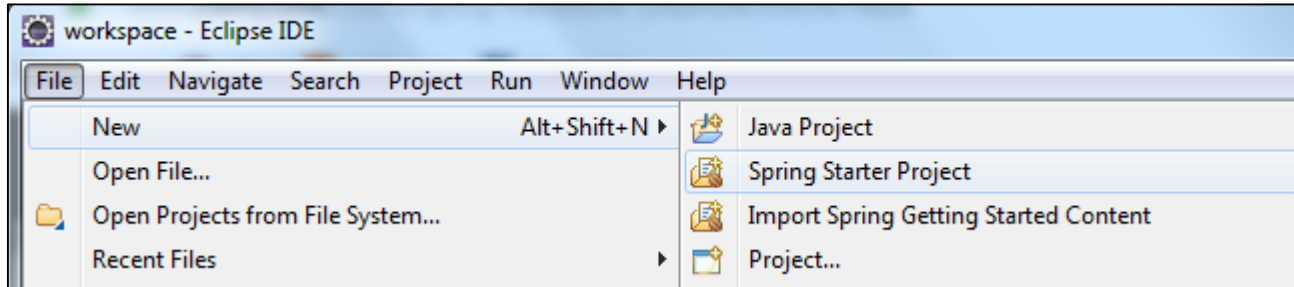 workspace - Eclipse IDE
File Edit Navigate Search Project Run Window Help
New Alt+Shift+N
Open File...
Open Projects from File System...
Recent Files
Java Project
Spring Starter Project
Import Spring Getting Started Content
Project...